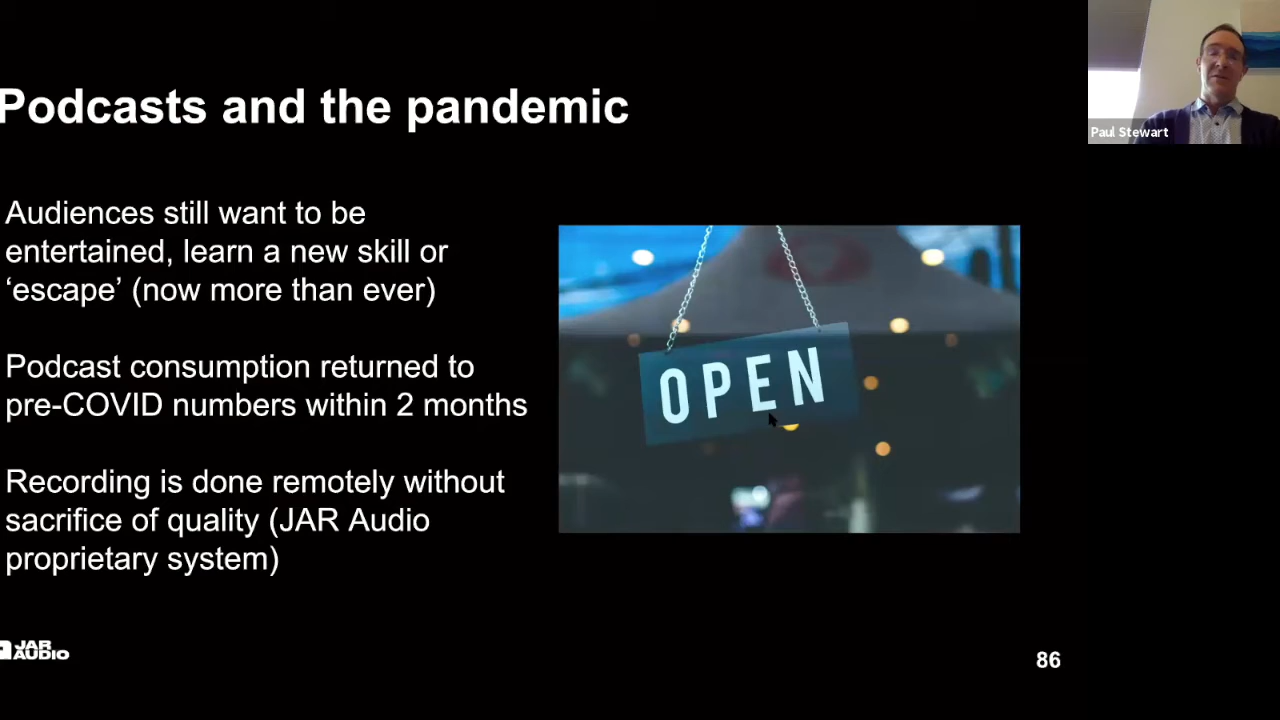 Podcasts and the pandemic
Paul Stewart
Audiences still want to be
entertained, learn a new skill or
‘escape’ (now more than ever)
Podcast consumption returned to
pre-COVID numbers within 2 months
Recording is done remotely without
sacrifice of quality (JAR Audio
proprietary system)
OPEN
JAR
AUDIO
86